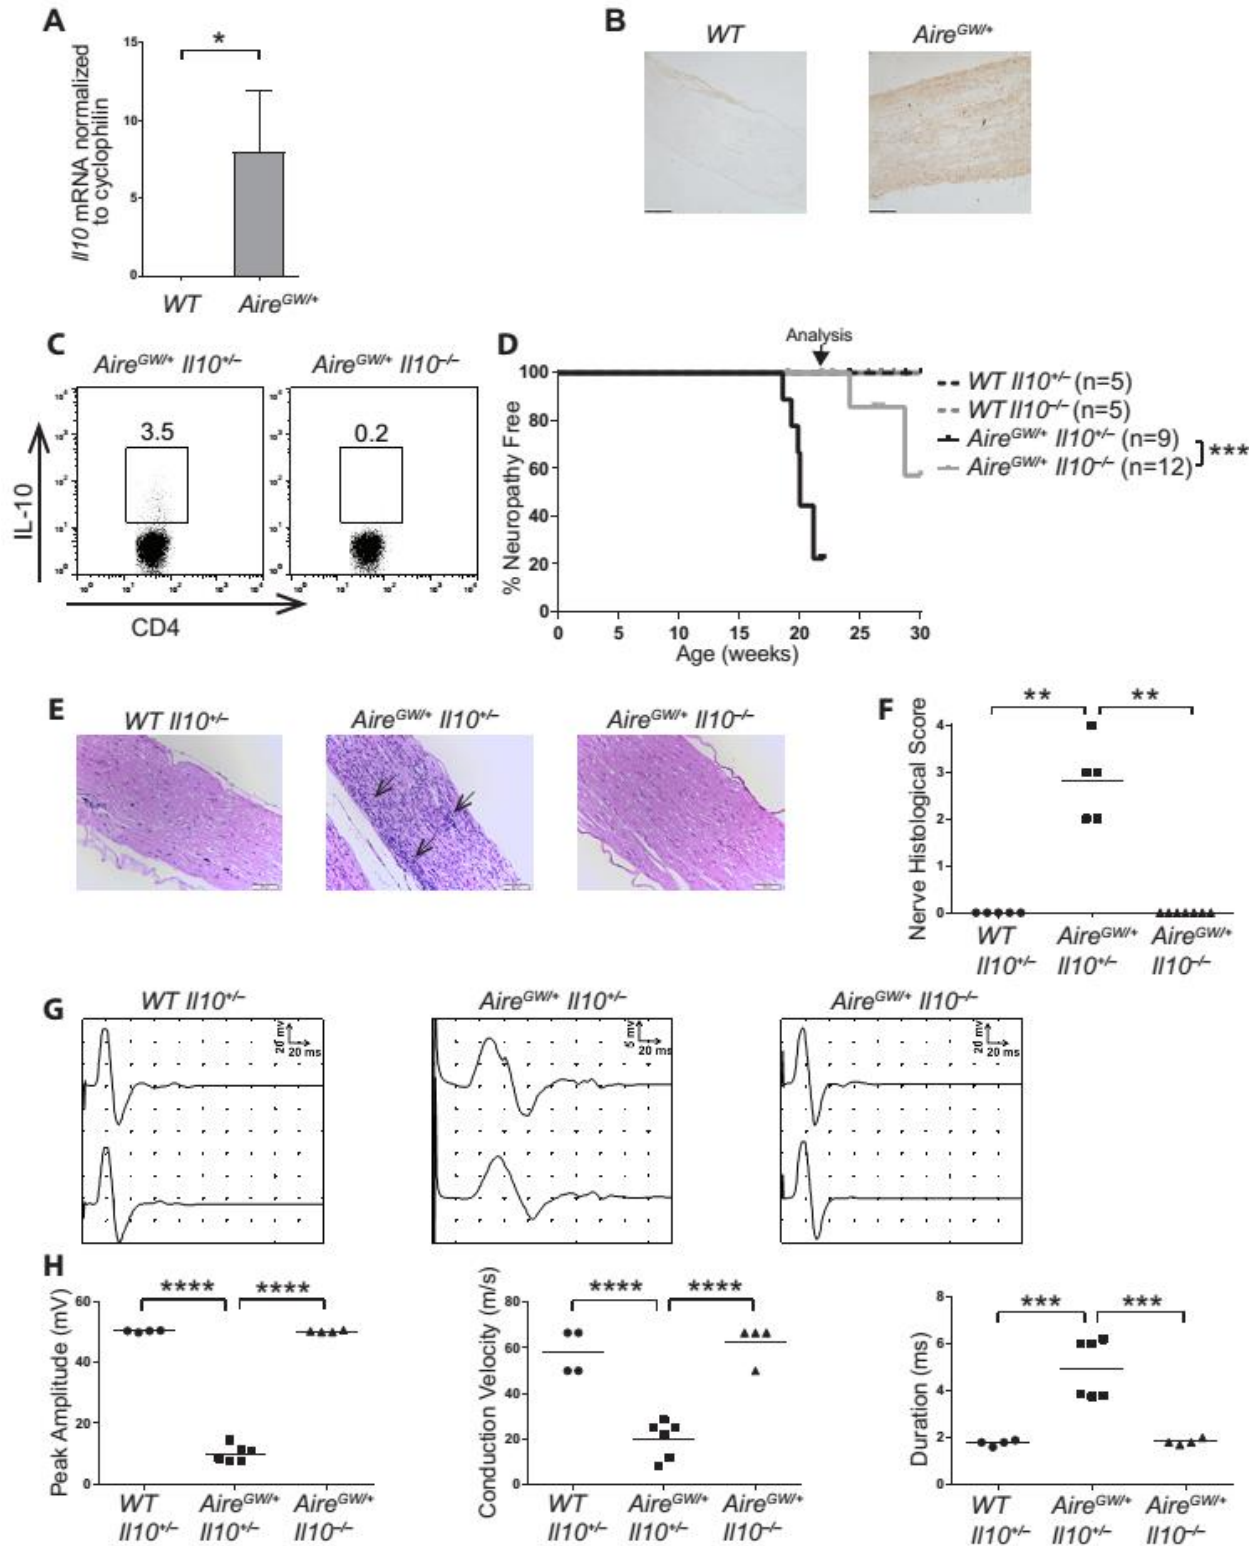 A
Il10 mRNA normalized
to cyclophilin
15
10
5
0
*
WT
Aire^GW/+
B
WT
Aire^GW/+
C
Aire^GW/+ Il10^+/–
Aire^GW/+ Il10^–/–
3.5
0.2
IL-10
CD4
D
Analysis
% Neuropathy Free
100
80
60
40
20
0
0 5 10 15 20 25 30
Age (weeks)
WT Il10^+/– (n=5)
WT Il10^–/– (n=5)
Aire^GW/+ Il10^+/– (n=9)
Aire^GW/+ Il10^–/– (n=12)
***
E
WT Il10^+/–
Aire^GW/+ Il10^+/–
Aire^GW/+ Il10^–/–
F
Nerve Histological Score
** **
4
3
2
1
0
WT Aire^GW/+ Aire^GW/+
Il10^+/– Il10^+/– Il10^–/–
G
WT Il10^+/–
20 mv
20 ms
Aire^GW/+ Il10^+/–
5 mv
20 ms
Aire^GW/+ Il10^–/–
20 mv
20 ms
H
Peak Amplitude (mV)
**** ****
60
40
20
0
WT Aire^GW/+ Aire^GW/+
Il10^+/– Il10^+/– Il10^–/–
Conduction Velocity (m/s)
**** ****
80
60
40
20
0
WT Aire^GW/+ Aire^GW/+
Il10^+/– Il10^+/– Il10^–/–
Duration (ms)
*** ***
8
6
4
2
0
WT Aire^GW/+ Aire^GW/+
Il10^+/– Il10^+/– Il10^–/–